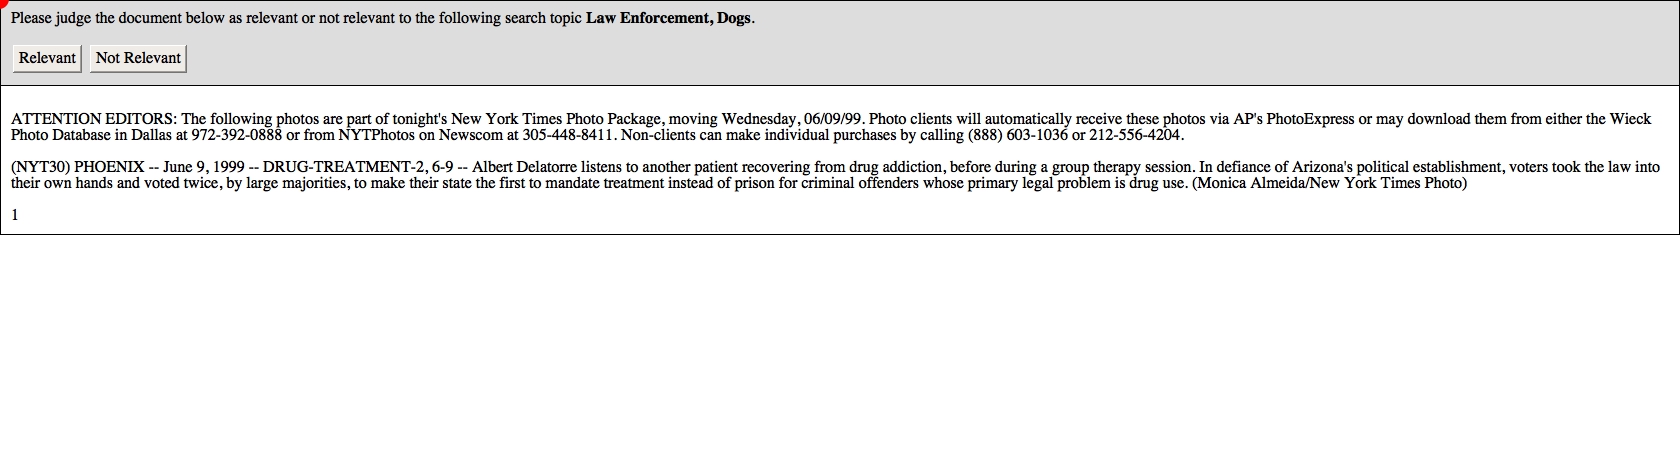 Please judge the document below as relevant or not relevant to the following search topic Law Enforcement, Dogs.
Relevant Not Relevant
ATTENTION EDITORS: The following photos are part of tonight's New York Times Photo Package, moving Wednesday, 06/09/99. Photo clients will automatically receive these photos via AP's PhotoExpress or may download them from either the Wieck
Photo Database in Dallas at 972-392-0888 or from NYTPhotos on Newscom at 305-448-8411. Non-clients can make individual purchases by calling (888) 603-1036 or 212-556-4204.
(NYT30) PHOENIX -- June 9, 1999 -- DRUG-TREATMENT-2, 6-9 -- Albert Delatorre listens to another patient recovering from drug addiction, before during a group therapy session. In defiance of Arizona's political establishment, voters took the law into
their own hands and voted twice, by large majorities, to make their state the first to mandate treatment instead of prison for criminal offenders whose primary legal problem is drug use. (Monica Almeida/New York Times Photo)
1